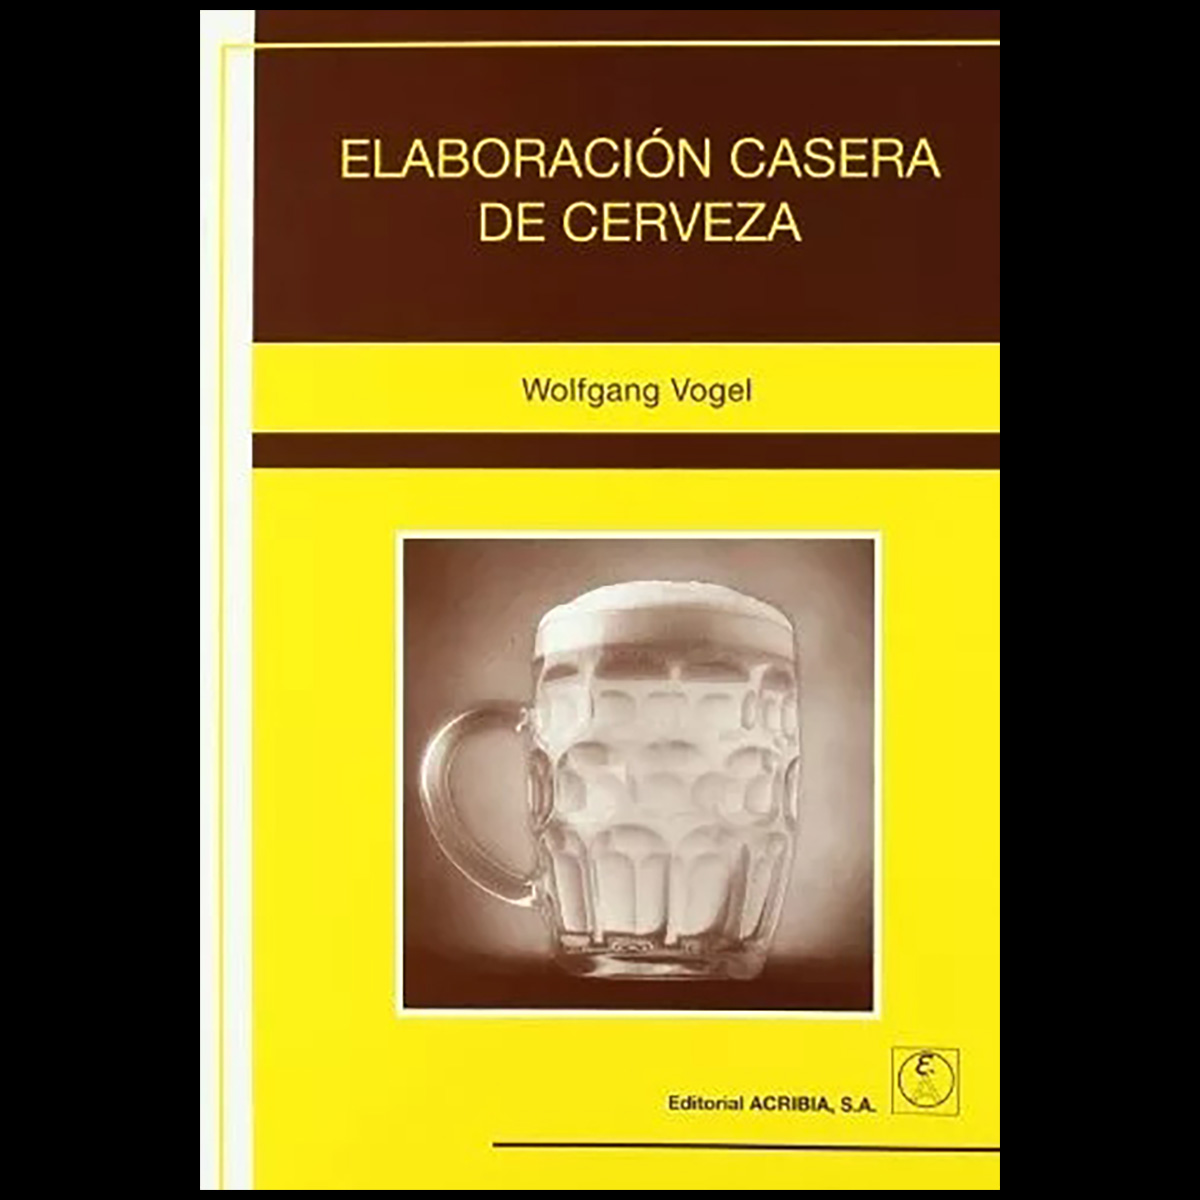 ELABORACIÓN CASERA
DE CERVEZA
Wolfgang Vogel
Editorial ACRIBIA, S.A.